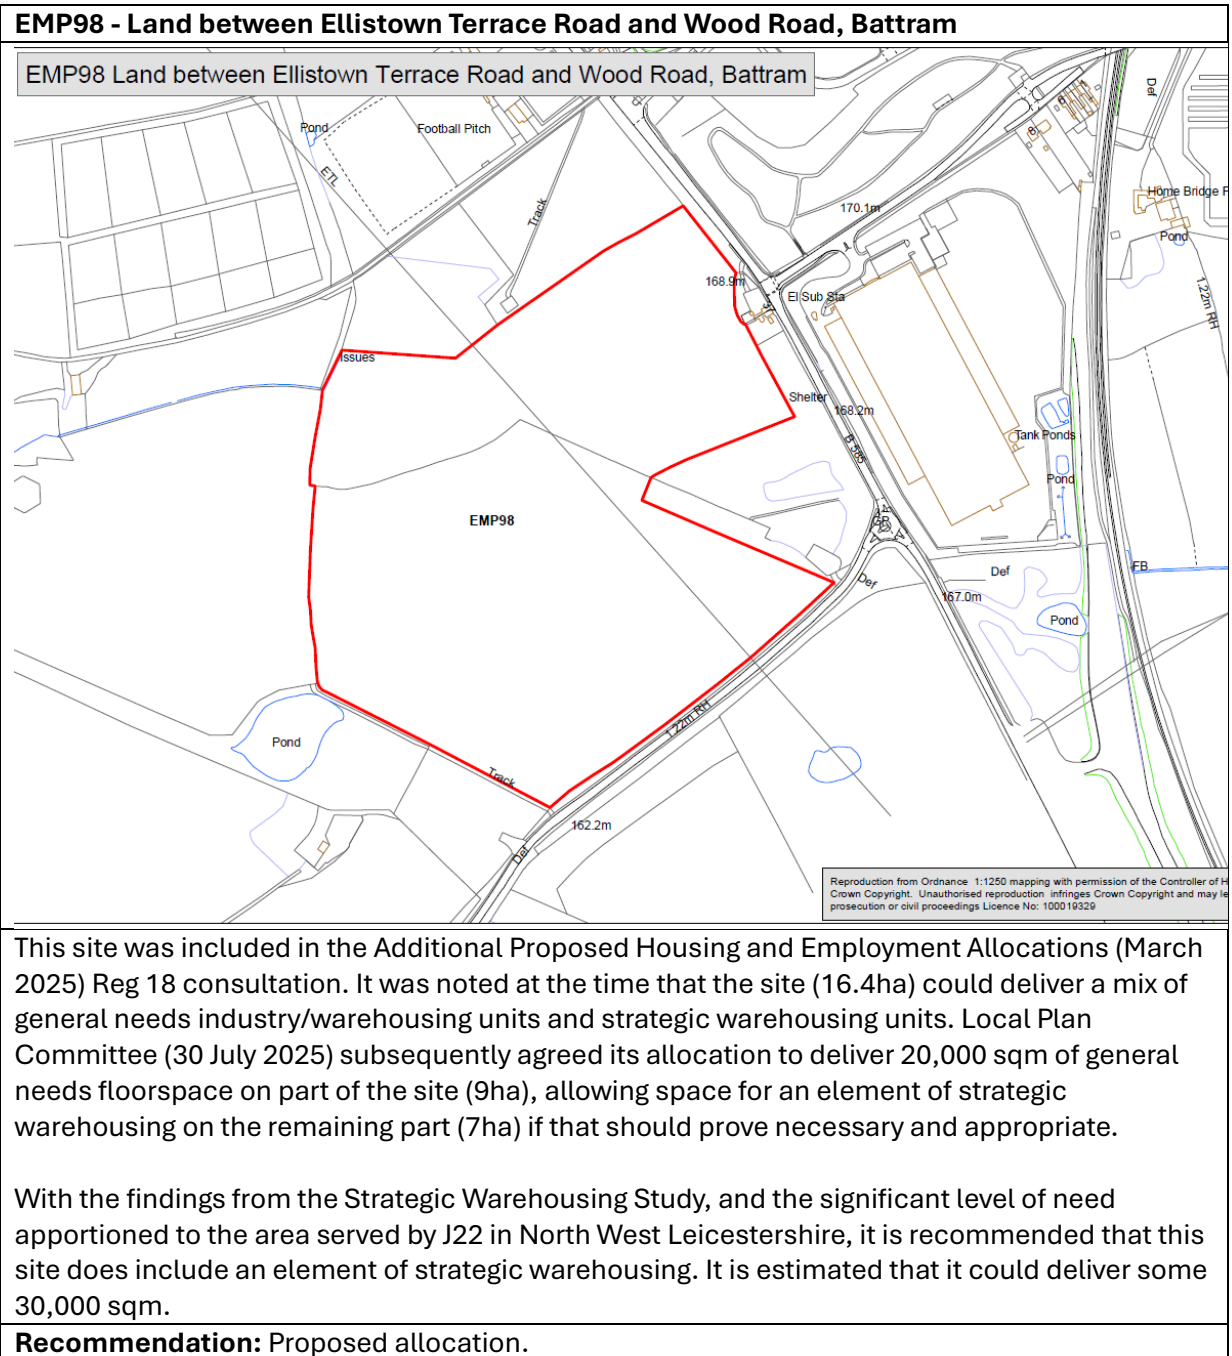 EMP98 - Land between Ellistown Terrace Road and Wood Road, Battram
EMP98 Land between Ellistown Terrace Road and Wood Road, Battram
Def
Pond
Football Pitch
8
ETL
Home Bridge F
Track
170.1m
Pond
168.9m
El Sub Sta
1.22m RH
Issues
Shelter
168.2m
Tank Ponds
B 585
Pond
EMP98
GP
FB
Def
Def
167.0m
Pond
1.22m RH
Pond
Track
162.2m
Def
Reproduction from Ordnance 1:1250 mapping with permission of the Controller of H
Crown Copyright. Unauthorised reproduction infringes Crown Copyright and may le
prosecution or civil proceedings Licence No: 100019329
This site was included in the Additional Proposed Housing and Employment Allocations (March
2025) Reg 18 consultation. It was noted at the time that the site (16.4ha) could deliver a mix of
general needs industry/warehousing units and strategic warehousing units. Local Plan
Committee (30 July 2025) subsequently agreed its allocation to deliver 20,000 sqm of general
needs floorspace on part of the site (9ha), allowing space for an element of strategic
warehousing on the remaining part (7ha) if that should prove necessary and appropriate.
With the findings from the Strategic Warehousing Study, and the significant level of need
apportioned to the area served by J22 in North West Leicestershire, it is recommended that this
site does include an element of strategic warehousing. It is estimated that it could deliver some
30,000 sqm.
Recommendation: Proposed allocation.